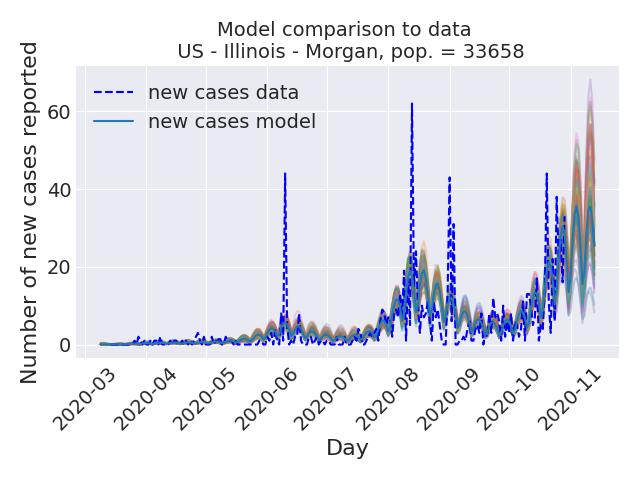 Model comparison to data
US - Illinois - Morgan, pop. = 33658
Number of new cases reported
60
40
20
0
new cases data
new cases model
2020-03
2020-04
2020-05
2020-06
2020-07
2020-08
2020-09
2020-10
2020-11
Day